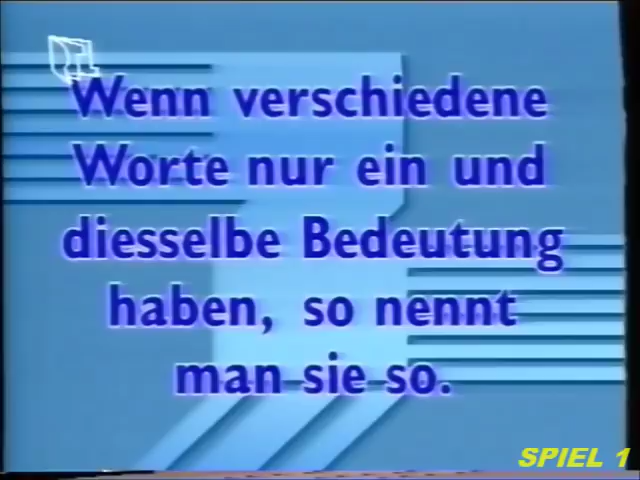 Wenn verschiedene
Worte nur ein und
diesselbe Bedeutung
haben, so nennt
man sie so.
SPIEL 1